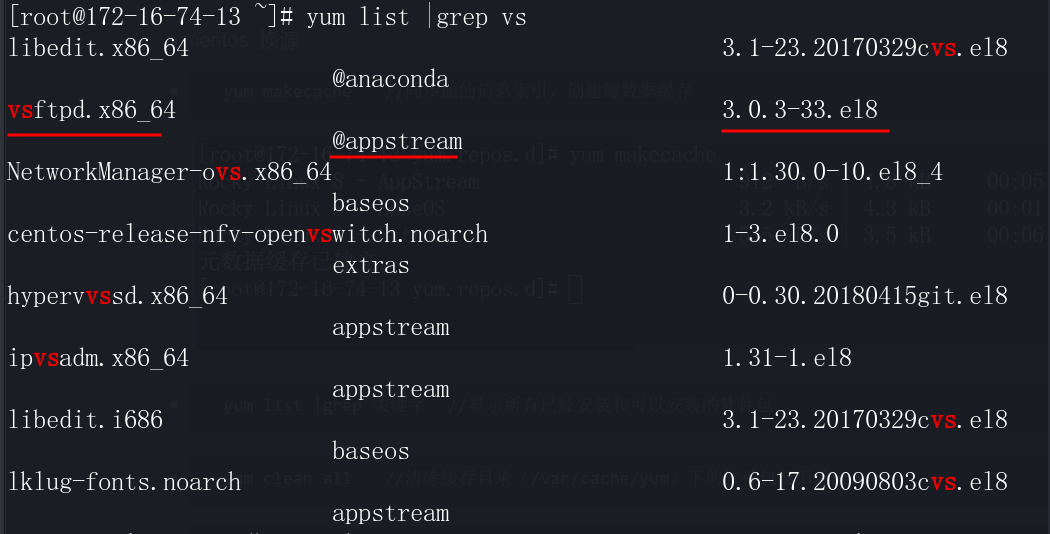 [root@172-16-74-13 ~]# yum list |grep vs
libedit.x86_64 3.1-23.20170329cvs.el8
@anaconda
vsftpd.x86_64 3.0.3-33.el8
@appstream
NetworkManager-ovs.x86_64 1:1.30.0-10.el8_4
baseos
centos-release-nfv-openvswitch.noarch 1-3.el8.0
extras
hypervvssd.x86_64 0-0.30.20180415git.el8
appstream
ipvsadm.x86_64 1.31-1.el8
appstream
libedit.i686 3.1-23.20170329cvs.el8
baseos
lklug-fonts.noarch 0.6-17.20090803cvs.el8
appstream